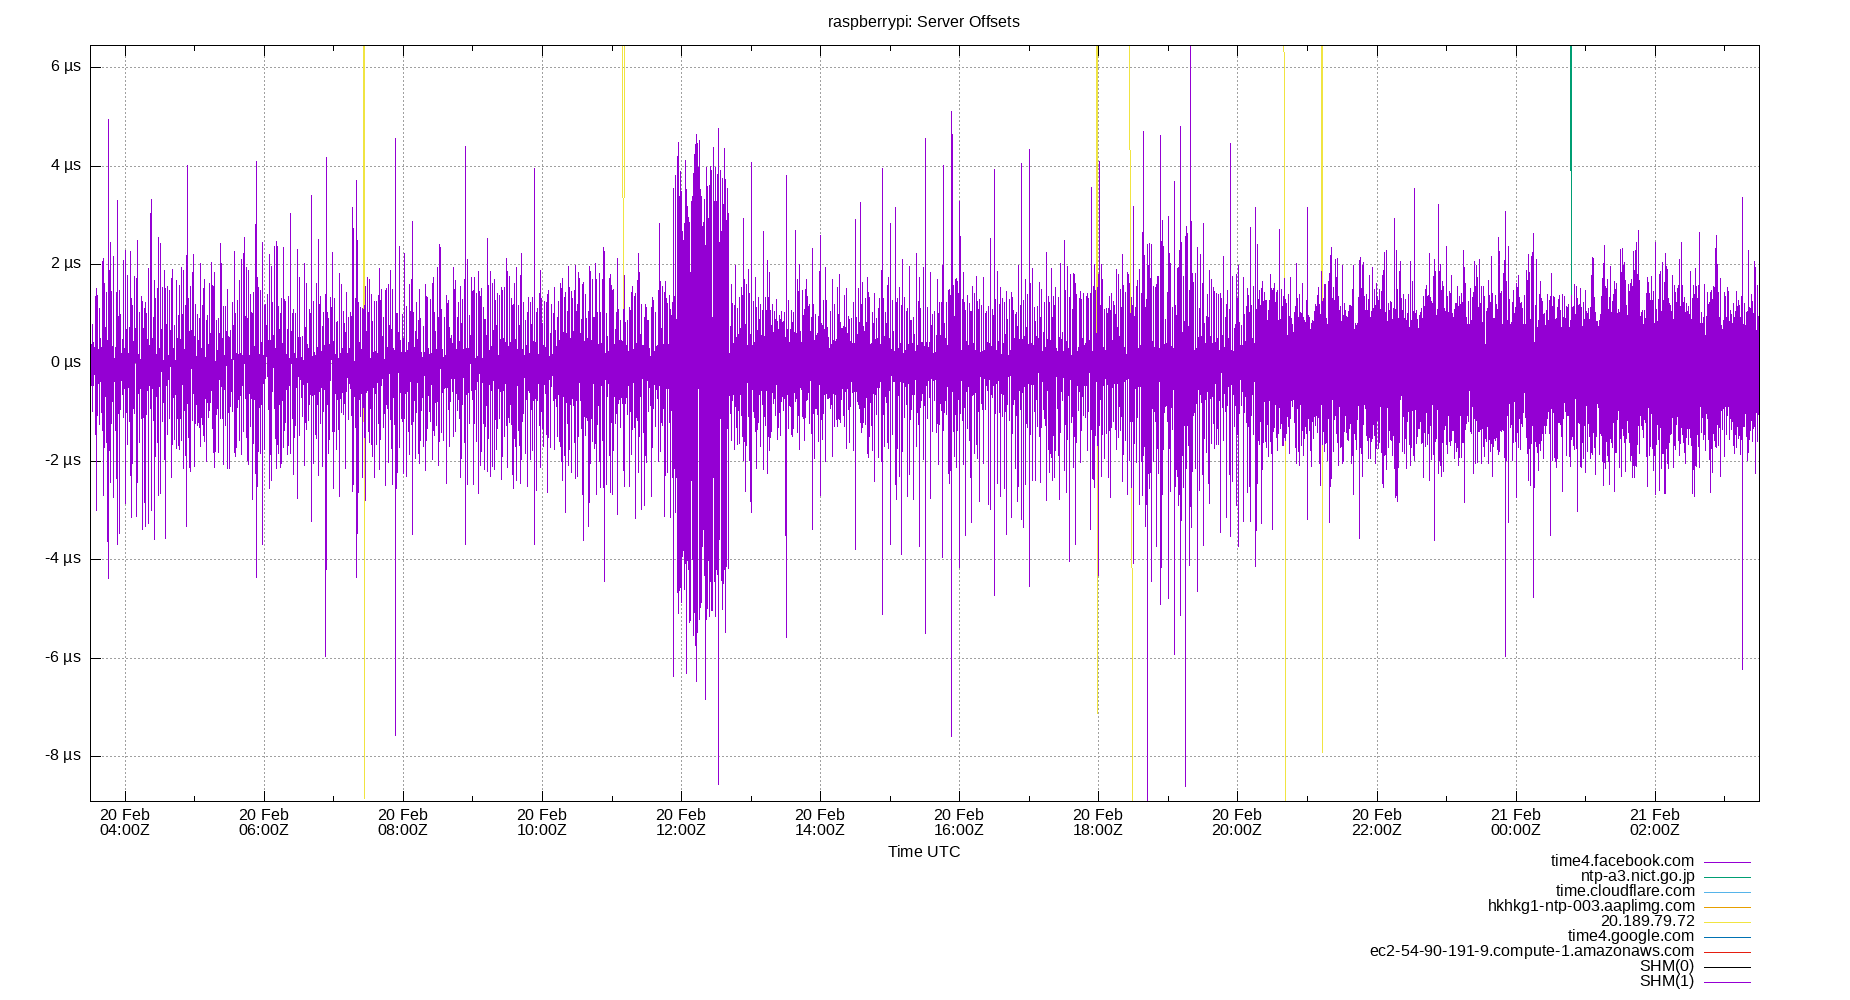 raspberrypi: Server Offsets
6 µs
4 µs
2 µs
0 µs
-2 µs
-4 µs
-6 µs
-8 µs
20 Feb 20 Feb 20 Feb 20 Feb 20 Feb 20 Feb 20 Feb 20 Feb 20 Feb 20 Feb 21 Feb 21 Feb
04:00Z 06:00Z 08:00Z 10:00Z 12:00Z 14:00Z 16:00Z 18:00Z 20:00Z 22:00Z 00:00Z 02:00Z
Time UTC
time4.facebook.com
ntp-a3.nict.go.jp
time.cloudflare.com
hkhkg1-ntp-003.aaplimg.com
20.189.79.72
time4.google.com
ec2-54-90-191-9.compute-1.amazonaws.com
SHM(0)
SHM(1)